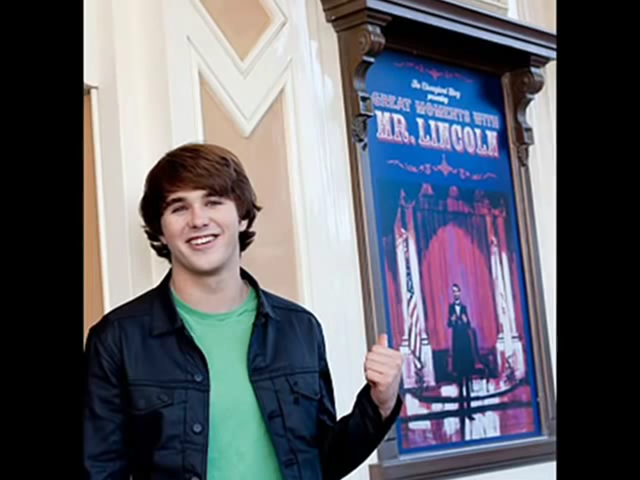 The Disneyland Story
presenting
GREAT MOMENTS WITH
MR. LINCOLN